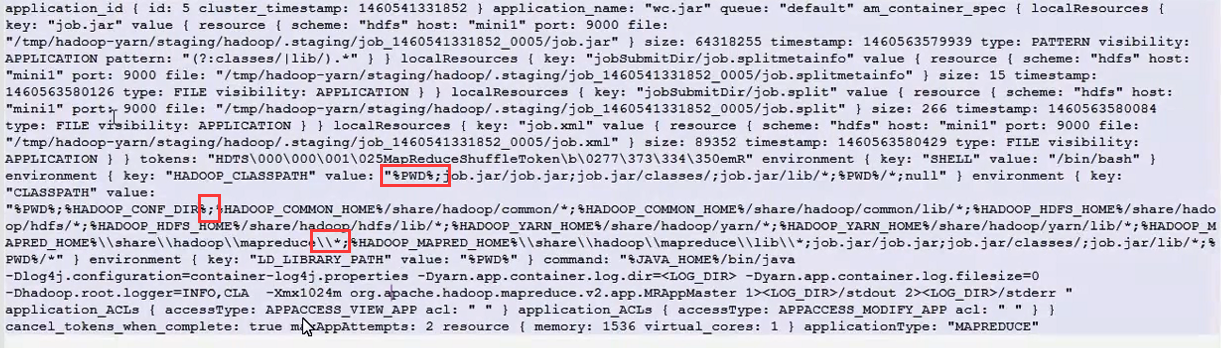 application_id { id: 5 cluster_timestamp: 1460541331852 } application_name: "wc.jar" queue: "default" am_container_spec { localResources {
key: "job.jar" value { resource { scheme: "hdfs" host: "mini1" port: 9000 file:
"/tmp/hadoop-yarn/staging/hadoop/.staging/job_1460541331852_0005/job.jar" } size: 64318255 timestamp: 1460563579939 type: PATTERN visibility:
APPLICATION pattern: "(?:classes/|lib/).*" } } localResources { key: "jobSubmitDir/job.splitmetainfo" value { resource { scheme: "hdfs" host:
"mini1" port: 9000 file: "/tmp/hadoop-yarn/staging/hadoop/.staging/job_1460541331852_0005/job.splitmetainfo" } size: 15 timestamp:
1460563580126 type: FILE visibility: APPLICATION } } localResources { key: "jobSubmitDir/job.split" value { resource { scheme: "hdfs" host:
"mini1" port: 9000 file: "/tmp/hadoop-yarn/staging/hadoop/.staging/job_1460541331852_0005/job.split" } size: 266 timestamp: 1460563580084
type: FILE visibility: APPLICATION } } localResources { key: "job.xml" value { resource { scheme: "hdfs" host: "mini1" port: 9000 file:
"/tmp/hadoop-yarn/staging/hadoop/.staging/job_1460541331852_0005/job.xml" } size: 89352 timestamp: 1460563580429 type: FILE visibility:
APPLICATION } } tokens: "HDTS\000\000\001\025MapReduceShuffleToken\b\0277\373\334\350emR" environment { key: "SHELL" value: "/bin/bash" }
environment { key: "HADOOP_CLASSPATH" value: "%PWD%;job.jar/job.jar;job.jar/classes/;job.jar/lib/*;%PWD%/*;null" } environment { key:
"CLASSPATH" value:
"%PWD%;%HADOOP_CONF_DIR%;%HADOOP_COMMON_HOME%/share/hadoop/common/*;%HADOOP_COMMON_HOME%/share/hadoop/common/lib/*;%HADOOP_HDFS_HOME%/share/hado
op/hdfs/*;%HADOOP_HDFS_HOME%/share/hadoop/hdfs/lib/*;%HADOOP_YARN_HOME%/share/hadoop/yarn/*;%HADOOP_YARN_HOME%/share/hadoop/yarn/lib/*;%HADOOP_M
APRED_HOME%\\share\\hadoop\\mapreduce\\*;%HADOOP_MAPRED_HOME%\\share\\hadoop\\mapreduce\\lib\\*;job.jar/job.jar;job.jar/classes/;job.jar/lib/*;%
PWD%/*" } environment { key: "LD_LIBRARY_PATH" value: "%PWD%" } command: "%JAVA_HOME%/bin/java
-Dlog4j.configuration=container-log4j.properties -Dyarn.app.container.log.dir=<LOG_DIR> -Dyarn.app.container.log.filesize=0
-Dhadoop.root.logger=INFO,CLA  -Xmx1024m org.apache.hadoop.mapreduce.v2.app.MRAppMaster 1><LOG_DIR>/stdout 2><LOG_DIR>/stderr "
application_ACLs { accessType: APPACCESS_VIEW_APP acl: " " } application_ACLs { accessType: APPACCESS_MODIFY_APP acl: " " } }
cancel_tokens_when_complete: true maxAppAttempts: 2 resource { memory: 1536 virtual_cores: 1 } applicationType: "MAPREDUCE"